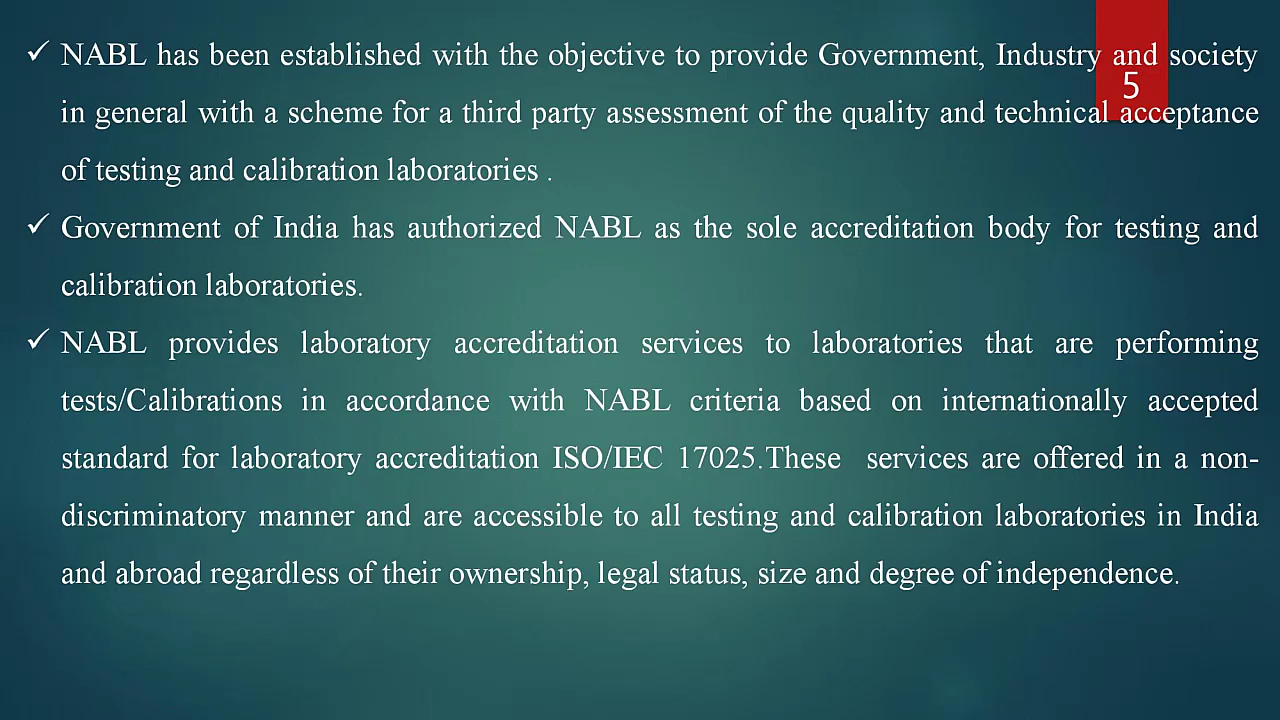 ✓ NABL has been established with the objective to provide Government, Industry and society
5
in general with a scheme for a third party assessment of the quality and technical acceptance
of testing and calibration laboratories .
✓ Government of India has authorized NABL as the sole accreditation body for testing and
calibration laboratories.
✓ NABL provides laboratory accreditation services to laboratories that are performing
tests/Calibrations in accordance with NABL criteria based on internationally accepted
standard for laboratory accreditation ISO/IEC 17025.These  services are offered in a non-
discriminatory manner and are accessible to all testing and calibration laboratories in India
and abroad regardless of their ownership, legal status, size and degree of independence.